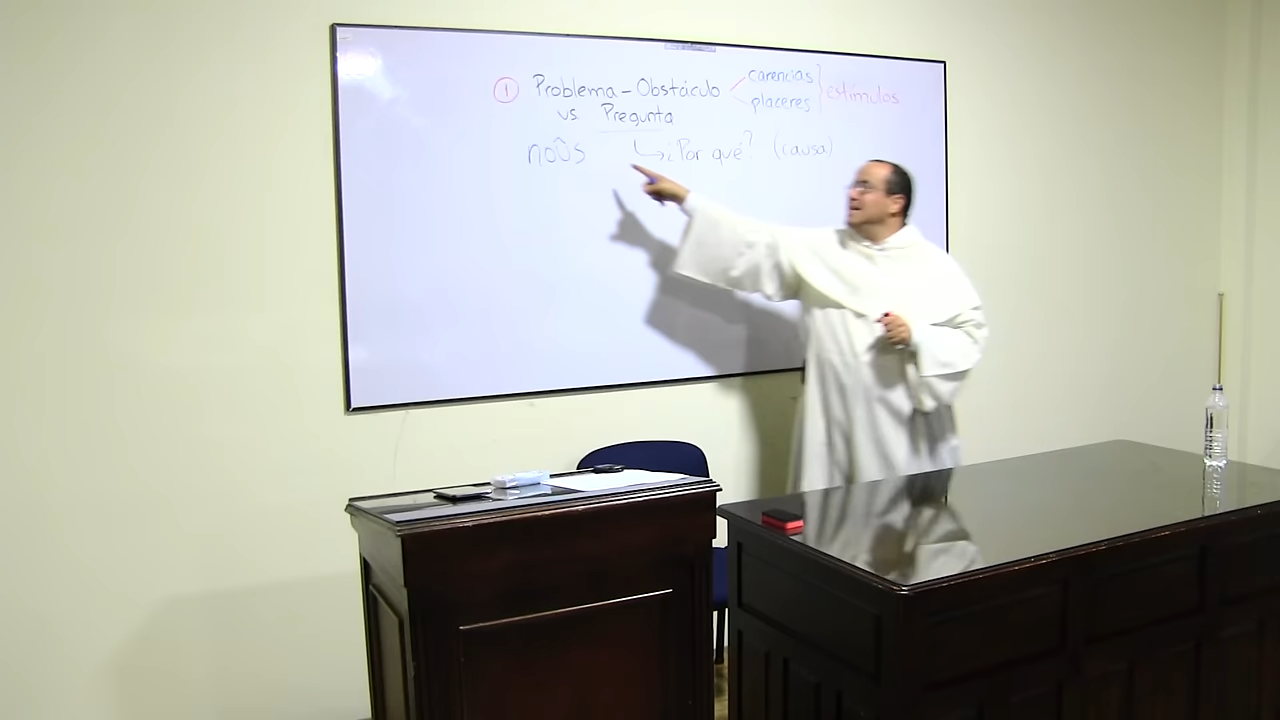 ① Problema - Obstáculo carencias placeres } estímulos
vs. Pregunta
noûs ↳ ¿Por qué? (causa)